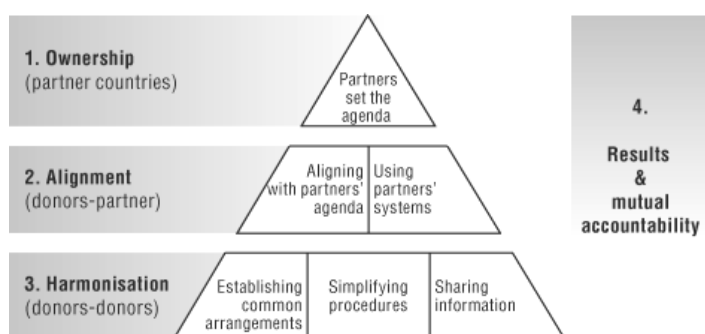 1. Ownership
(partner countries)
Partners
set the
agenda
2. Alignment
(donors-partner)
Aligning
with partners'
agenda
Using
partners'
systems
3. Harmonisation
(donors-donors)
Establishing
common
arrangements
Simplifying
procedures
Sharing
information
4.
Results
&
mutual
accountability